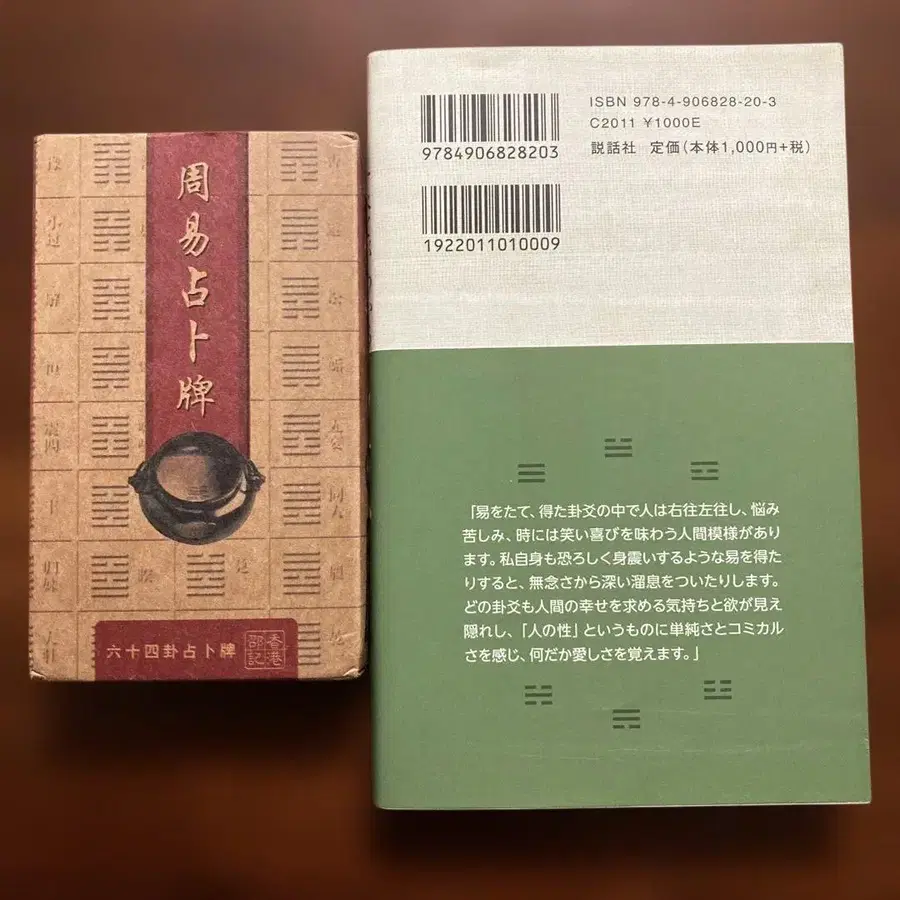 周易占卜牌
六十四卦占卜牌
香港
邵記
小过
归妹
同人
ISBN 978-4-906828-20-3
C2011 ¥1000E
説話社 定価(本体1,000円+税)
9784906828203
1922011010009
「易をたて、得た卦爻の中で人は右往左往し、悩み
苦しみ、時には笑い喜びを味わう人間模様があり
ます。私自身も恐ろしく身震いするような易を得た
りすると、無念さから深い溜息をついたりします。
どの卦爻も人間の幸せを求める気持ちと欲が見え
隠れし、「人の性」というものに単純さとコミカル
さを感じ、何だか愛しさを覚えます。」